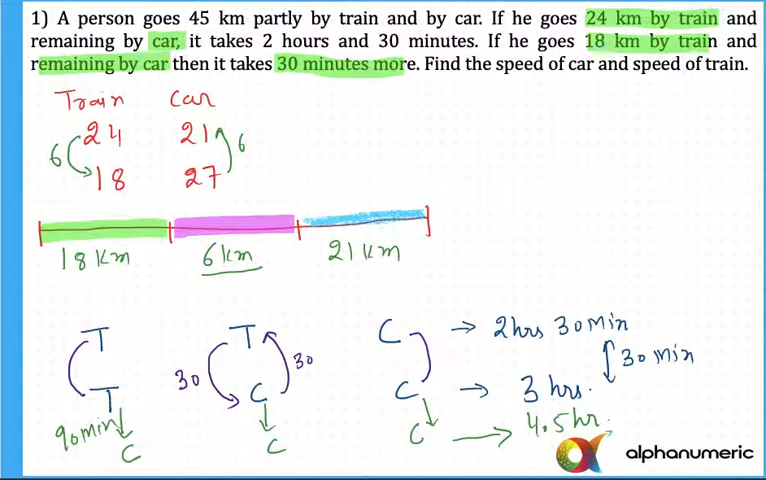 1) A person goes 45 km partly by train and by car. If he goes 24 km by train and
remaining by car, it takes 2 hours and 30 minutes. If he goes 18 km by train and
remaining by car then it takes 30 minutes more. Find the speed of car and speed of train.
Train Car
6 24 21 6
18 27
18 Km 6 Km 21 Km
T T C → 2hrs 30 Min
30 30 30 Min
T C C → 3 hrs.
90 min C C C → 4.5 hr.
alphanumeric